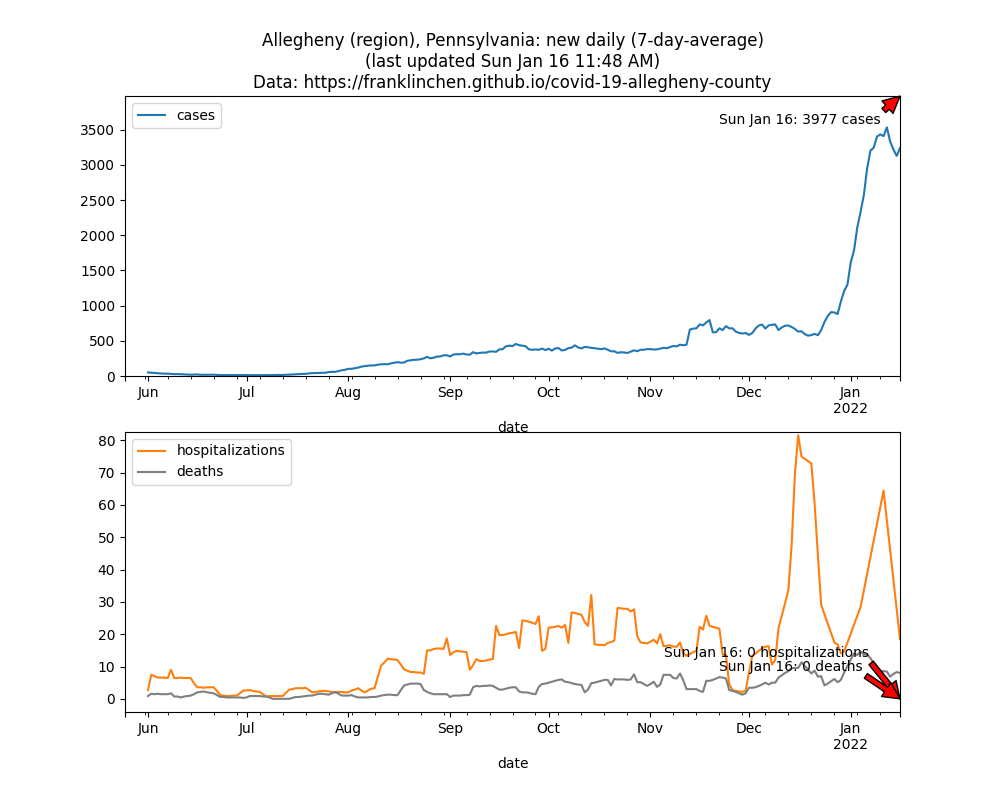 Allegheny (region), Pennsylvania: new daily (7-day-average)
(last updated Sun Jan 16 11:48 AM)
Data: https://franklinchen.github.io/covid-19-allegheny-county
cases
Sun Jan 16: 3977 cases
3500
3000
2500
2000
1500
1000
500
0
Jun Jul Aug Sep Oct Nov Dec Jan
2022
date
hospitalizations
deaths
80
70
60
50
40
30
20
10
0
Sun Jan 16: 0 hospitalizations
Sun Jan 16: 0 deaths
Jun Jul Aug Sep Oct Nov Dec Jan
2022
date